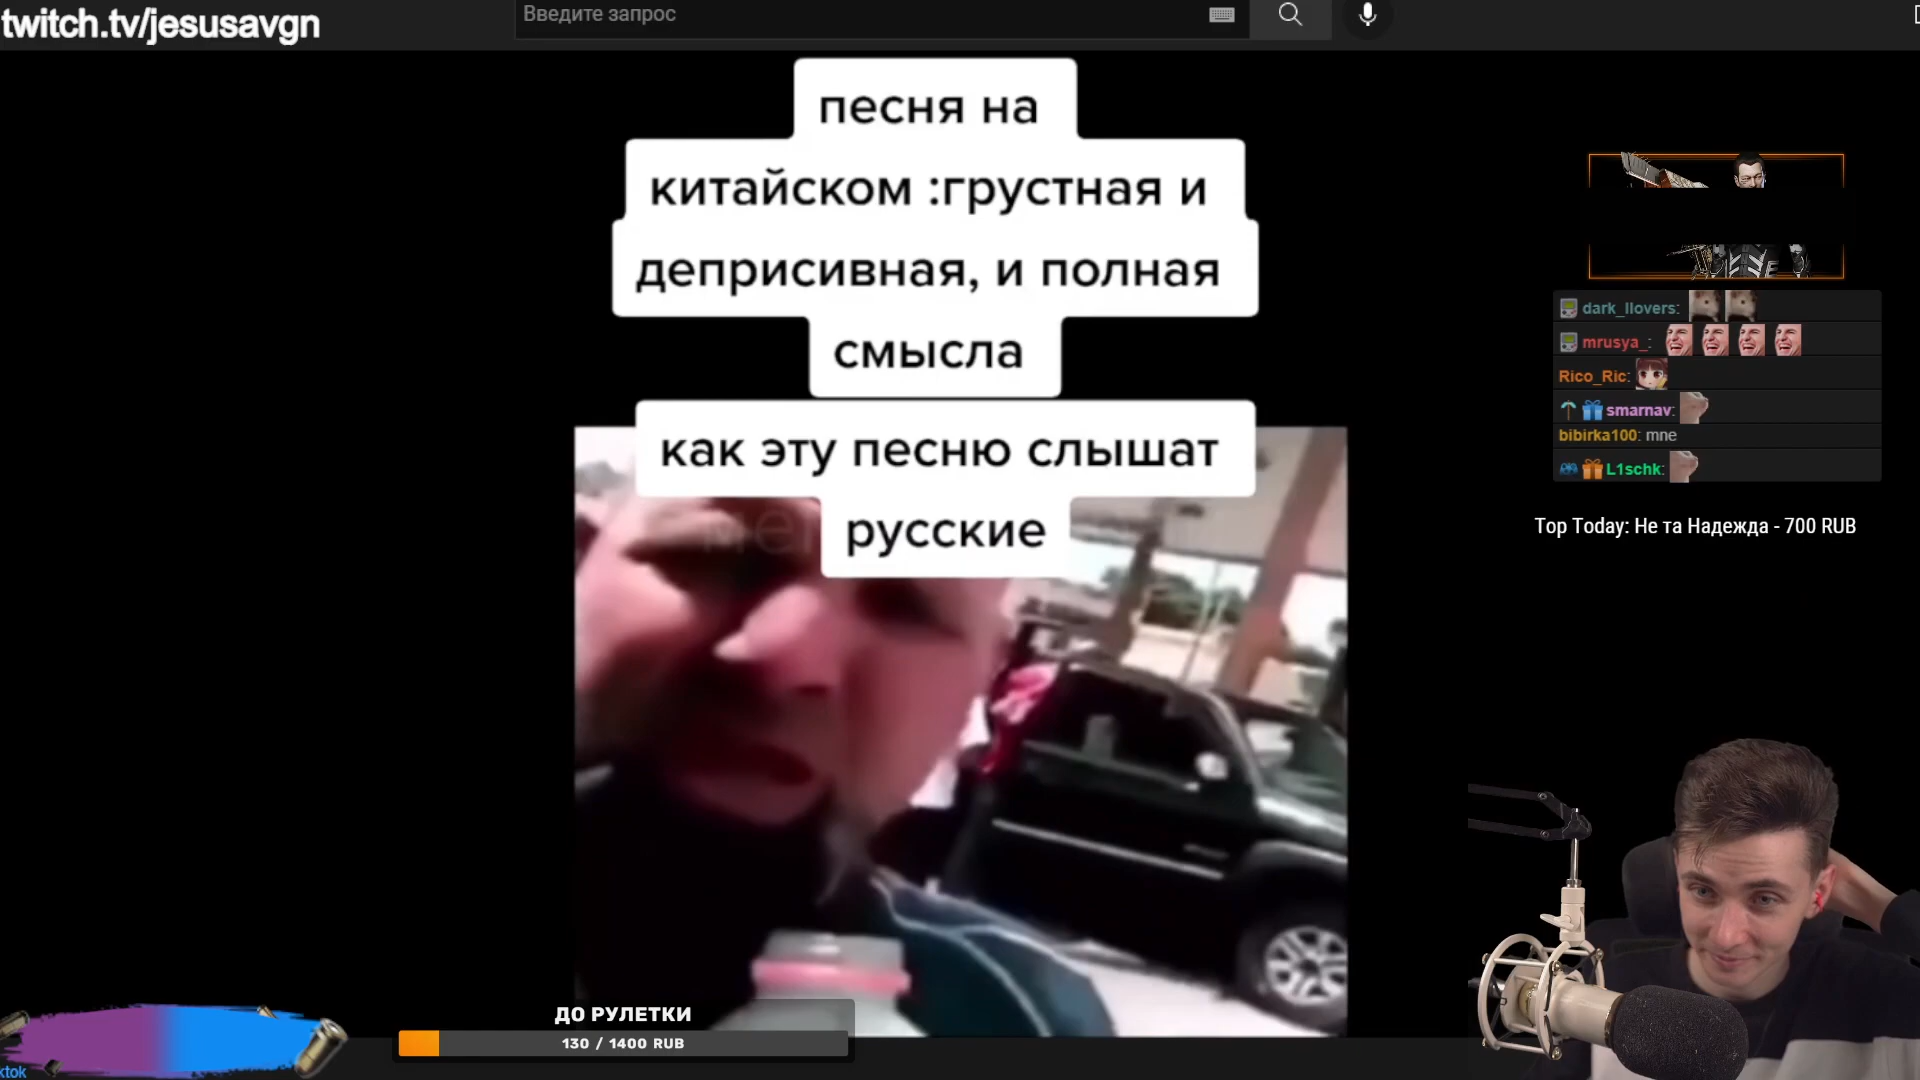 twitch.tv/jesusavgn
Введите запрос
песня на
китайском :грустная и
деприсивная, и полная
смысла
как эту песню слышат
русские
dark_llovers:
mrusya_:
Rico_Ric:
smarnav:
bibirka100: mne
L1schk:
Top Today: Не та Надежда - 700 RUB
ДО РУЛЕТКИ
130 / 1400 RUB